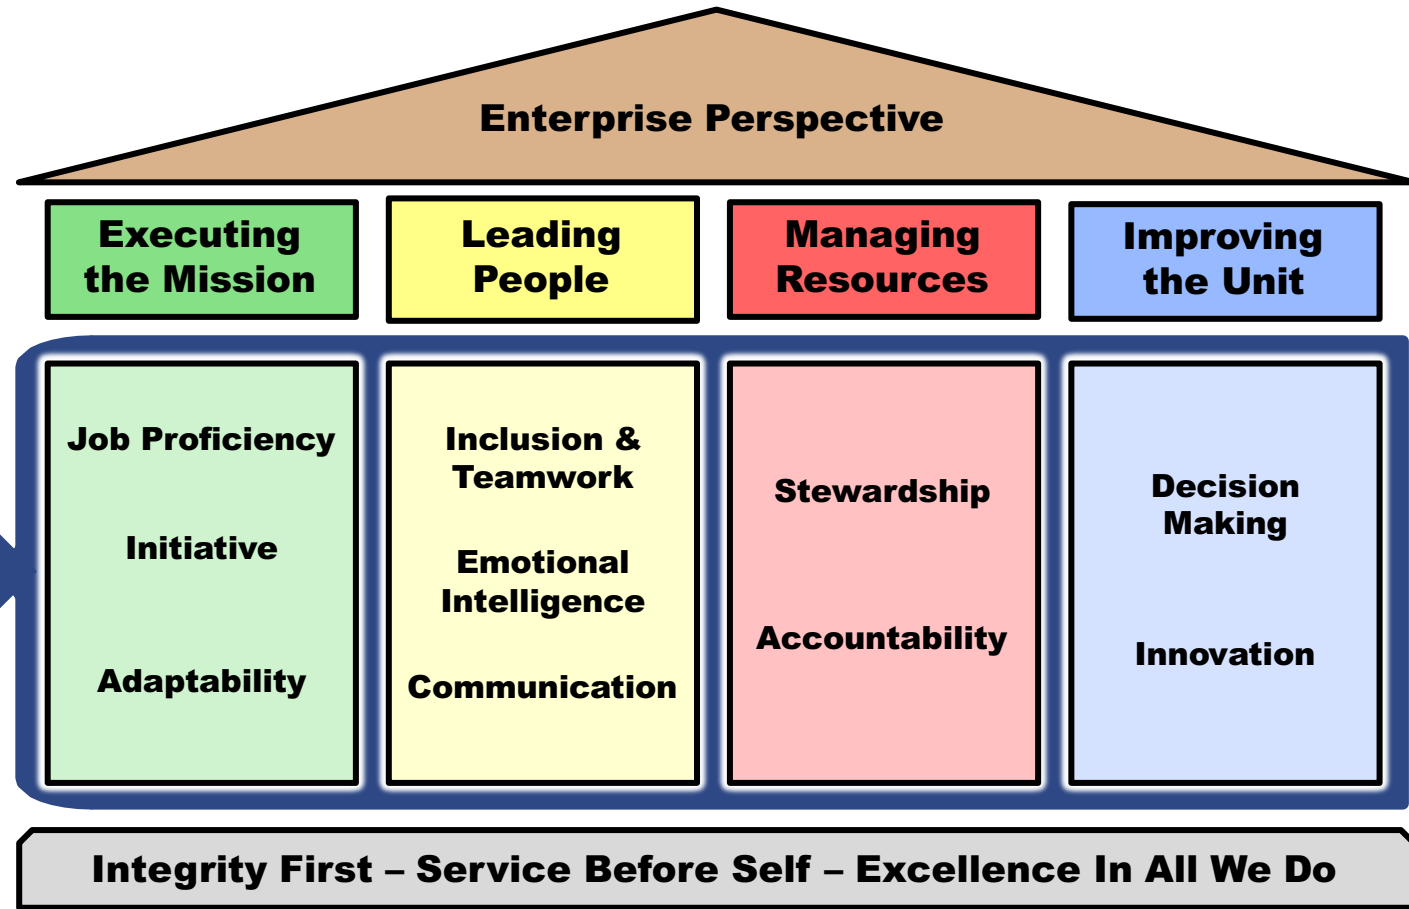 Enterprise Perspective
Executing
the Mission
Leading
People
Managing
Resources
Improving
the Unit
Job Proficiency
Initiative
Adaptability
Inclusion &
Teamwork
Emotional
Intelligence
Communication
Stewardship
Accountability
Decision
Making
Innovation
Integrity First – Service Before Self – Excellence In All We Do